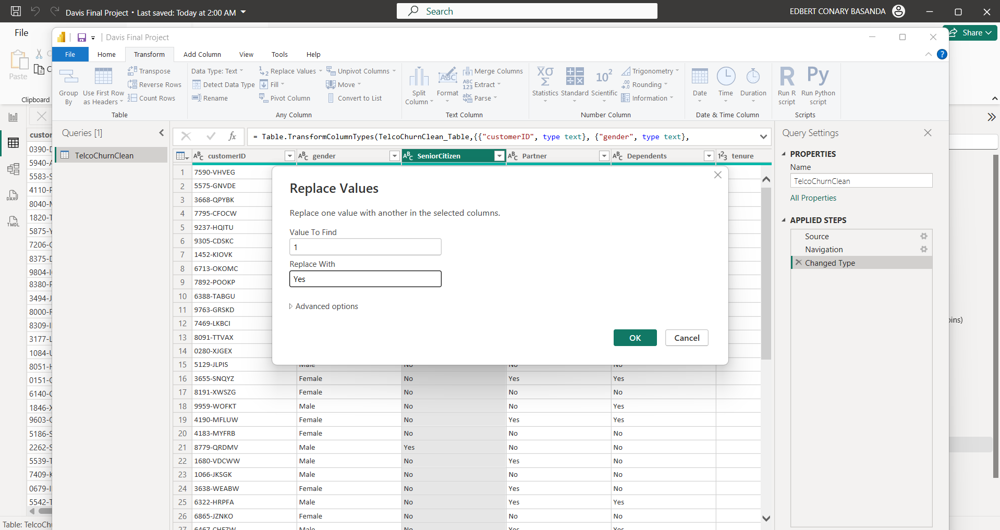 Davis Final Project • Last saved: Today at 2:00 AM
Search
EDBERT CONARY BASANDA
File
Share
Paste
Clipboard
Davis Final Project
File Home Transform Add Column View Tools Help
Group By
Use First Row as Headers
Transpose
Reverse Rows
Count Rows
Table
Data Type: Text
Detect Data Type
Rename
Replace Values
Fill
Pivot Column
Unpivot Columns
Move
Convert to List
Any Column
Split Column
Format
Merge Columns
Extract
Parse
Text Column
Statistics
Standard
Scientific
Trigonometry
Rounding
Information
Number Column
Date
Time
Duration
Date & Time Column
Run R script
Run Python script
Scripts
Queries [1]
TelcoChurnClean
= Table.TransformColumnTypes(TelcoChurnClean_Table,{{"customerID", type text}, {"gender", type text},
customerID gender SeniorCitizen Partner Dependents tenure
1 7590-VHVEG
2 5575-GNVDE
3 3668-QPYBK
4 7795-CFOCW
5 9237-HQITU
6 9305-CDSKC
7 1452-KIOVK
8 6713-OKOMC
9 7892-POOKP
10 6388-TABGU
11 9763-GRSKD
12 7469-LKBCI
13 8091-TTVAX
14 0280-XJGEX
15 5129-JLPIS Male No No No
16 3655-SNQYZ Female No Yes Yes
17 8191-XWSZG Female No No No
18 9959-WOFKT Male No No Yes
19 4190-MFLUW Female No Yes Yes
20 4183-MYFRB Female No No No
21 8779-QRDMV Male Yes No No
22 1680-VDCWW Male No Yes No
23 1066-JKSGK Male No No No
24 3638-WEABW Female No Yes No
25 6322-HRPFA Male No Yes Yes
26 6865-JZNKO Female No No No
27 6467-CHFZW Male No Yes Yes
Replace Values
Replace one value with another in the selected columns.
Value To Find
1
Replace With
Yes
Advanced options
OK
Cancel
Query Settings
PROPERTIES
Name
TelcoChurnClean
All Properties
APPLIED STEPS
Source
Navigation
Changed Type
DAX
TMDL
custor
0390-D
5940-A
5583-S
4110-P
8040-M
1820-T
5875-Y
7206-
8375-D
9804-I
8380-
3494-J
8000-R
8309-I
3177-L
1084-U
8051-H
0151-
6140-
1846-X
9603-
5186-S
2262-S
5539-T
7409-K
0679-I
5542-T
Table: TelcoChu
oins)